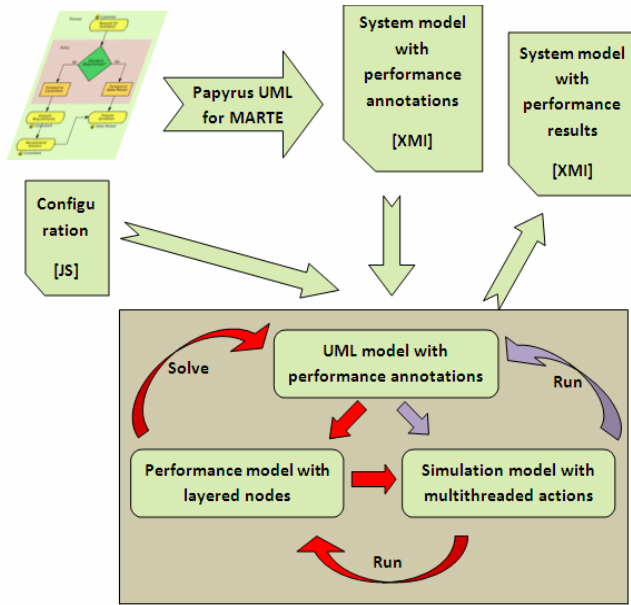 System model
with
performance
annotations
[XMI]
System model
with
performance
results
[XMI]
Papyrus UML
for MARTE
Configu
ration
[JS]
UML model with
performance annotations
Solve
Run
Performance model with
layered nodes
Simulation model with
multithreaded actions
Run